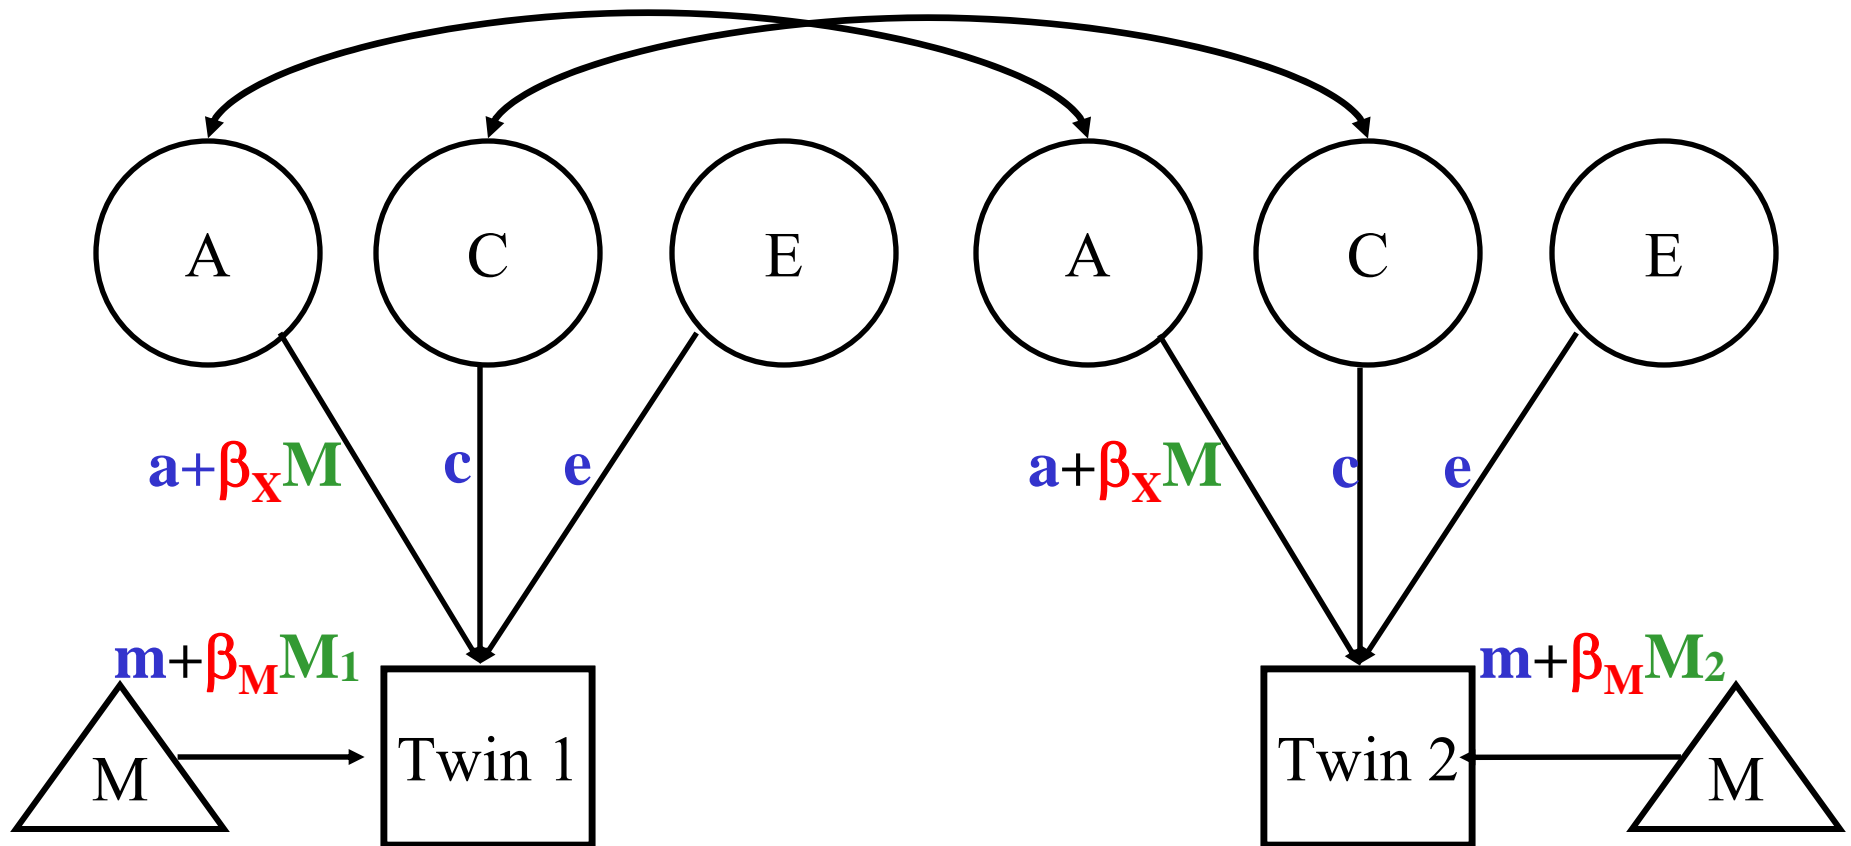 A C E A C E
a+βXM c e a+βXM c e
m+βMM1 m+βMM2
M Twin 1 Twin 2 M